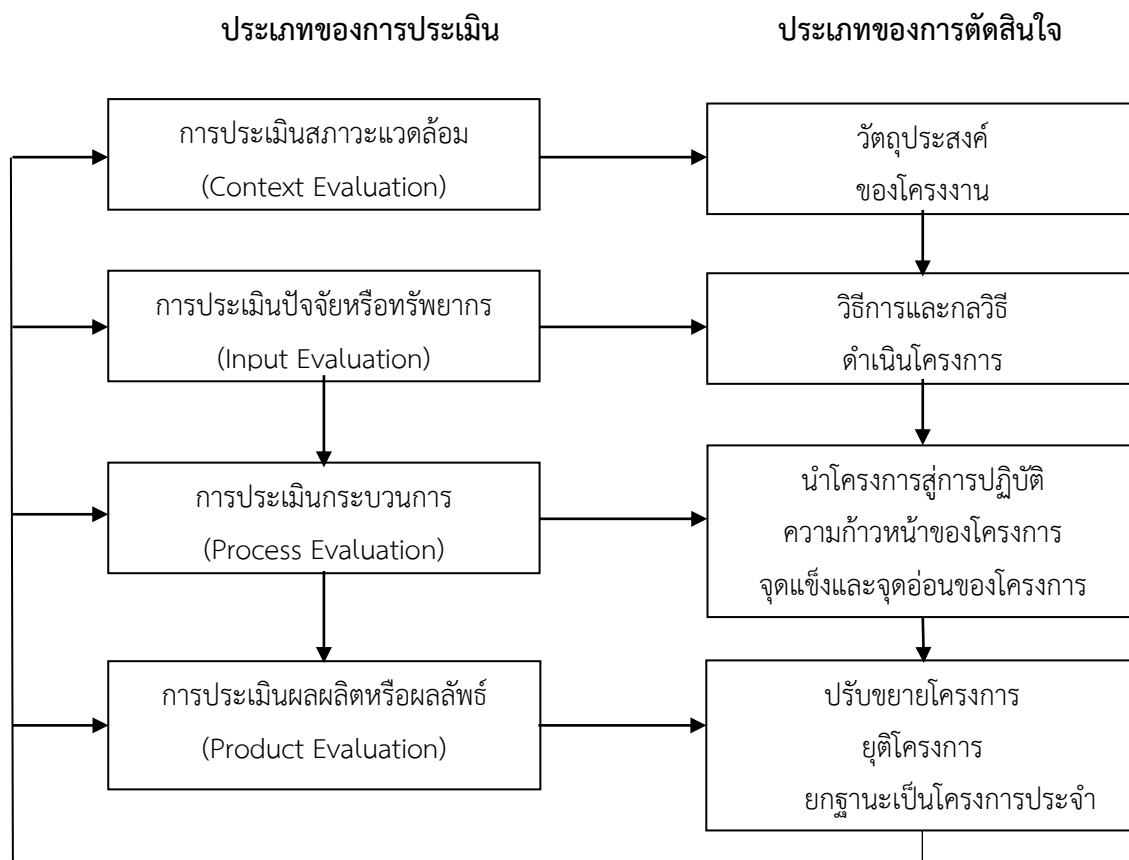 ประเภทของการประเมิน
ประเภทของการตัดสินใจ
การประเมินสภาวะแวดล้อม
(Context Evaluation)
วัตถุประสงค์
ของโครงงาน
การประเมินปัจจัยหรือทรัพยากร
(Input Evaluation)
วิธีการและกลวิธี
ดำเนินโครงการ
การประเมินกระบวนการ
(Process Evaluation)
นำโครงการสู่การปฏิบัติ
ความก้าวหน้าของโครงการ
จุดแข็งและจุดอ่อนของโครงการ
การประเมินผลผลิตหรือผลลัพธ์
(Product Evaluation)
ปรับขยายโครงการ
ยุติโครงการ
ยกฐานะเป็นโครงการประจำ